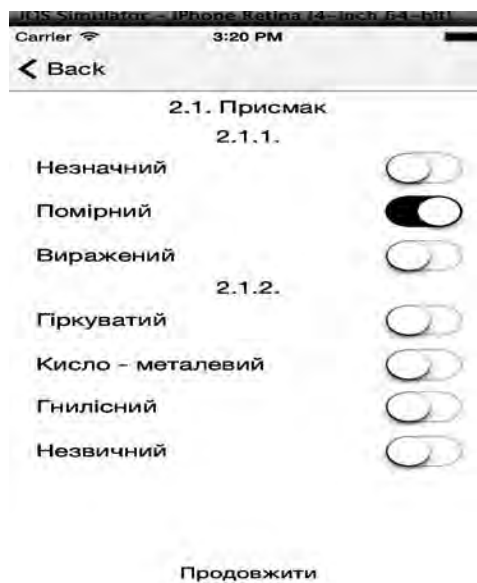 iOS Simulator - iPhone Retina (4-inch 64-bit)
Carrier 3:20 PM
Back
2.1. Присмак
2.1.1.
Незначний
Помірний
Виражений
2.1.2.
Гіркуватий
Кисло - металевий
Гнилісний
Незвичний
Продовжити